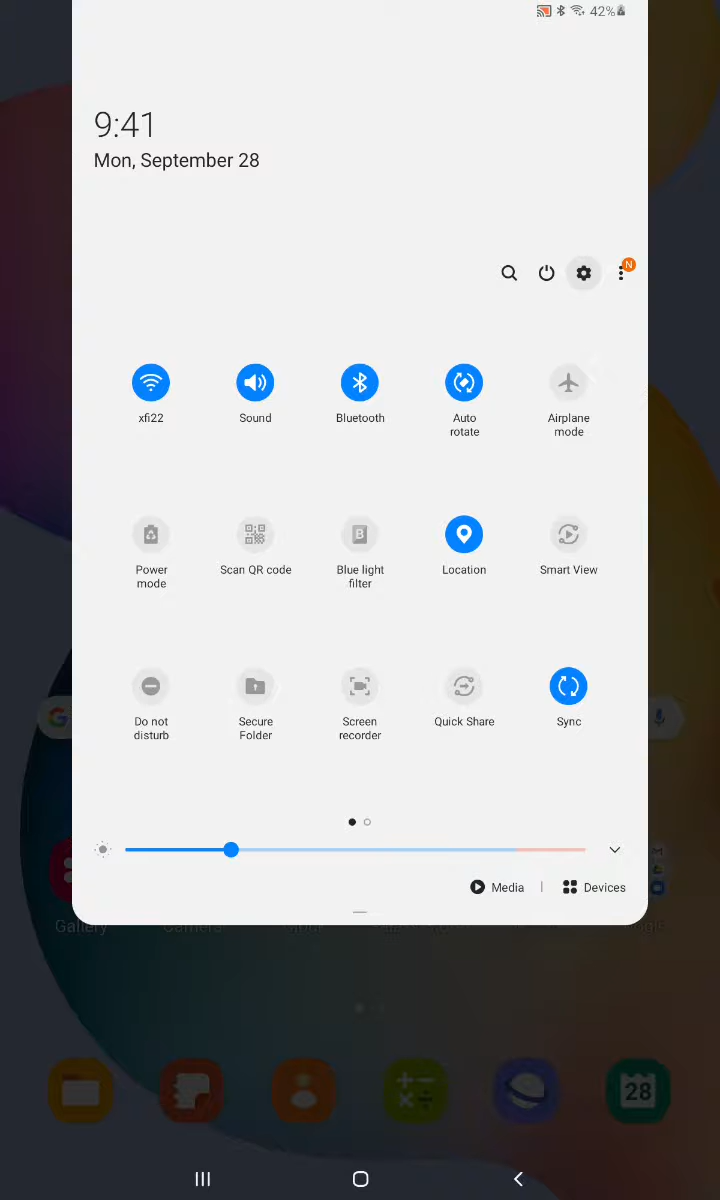 42%
9:41
Mon, September 28
N
xfi22
Sound
Bluetooth
Auto
rotate
Airplane
mode
Power
mode
Scan QR code
B
Blue light
filter
Location
Smart View
Do not
disturb
Secure
Folder
Screen
recorder
Quick Share
Sync
G
Media
Devices
Gallery
Camera
Clock
28